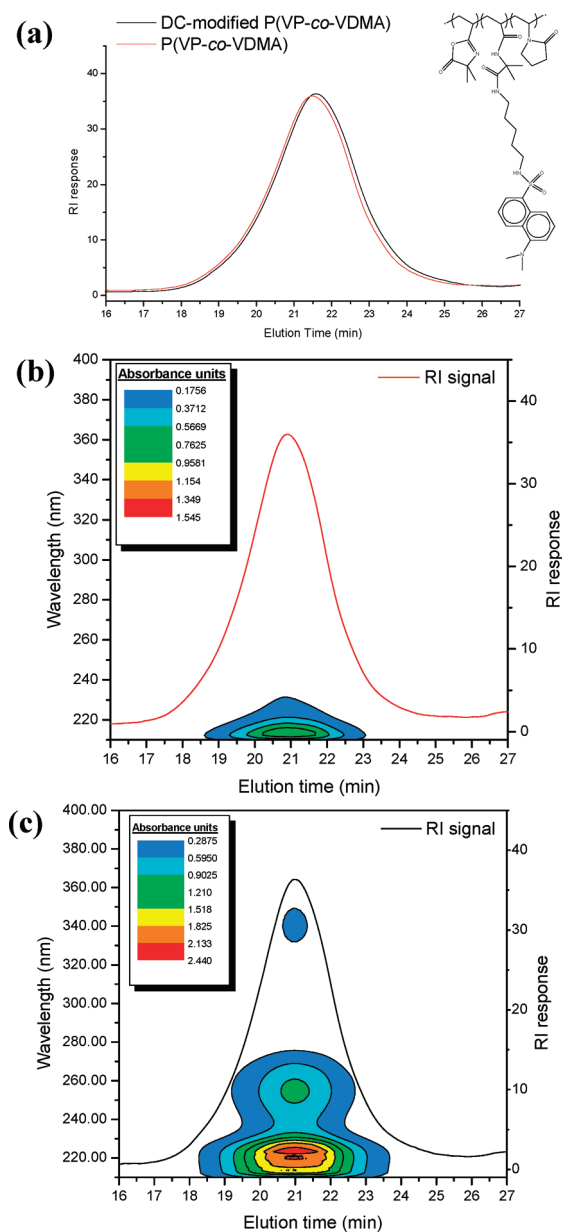 (a)
DC-modified P(VP-co-VDMA)
P(VP-co-VDMA)
RI response
35
30
25
20
15
10
5
0
16 17 18 19 20 21 22 23 24 25 26 27
Elution Time (min)
O
O
N
O
O
N
O
NH
NH
NH
S
O
O
N
(b)
400
380
360
340
320
300
280
260
240
220
Wavelength (nm)
Absorbance units
0.1756
0.3712
0.5669
0.7625
0.9581
1.154
1.349
1.545
RI signal
40
30
20
10
0
RI response
16 17 18 19 20 21 22 23 24 25 26 27
Elution time (min)
(c)
400.00
380.00
360.00
340.00
320.00
300.00
280.00
260.00
240.00
220.00
Wavelength (nm)
Absorbance units
0.2875
0.5950
0.9025
1.210
1.518
1.825
2.133
2.440
RI signal
40
30
20
10
0
RI response
16 17 18 19 20 21 22 23 24 25 26 27
Elution time (min)